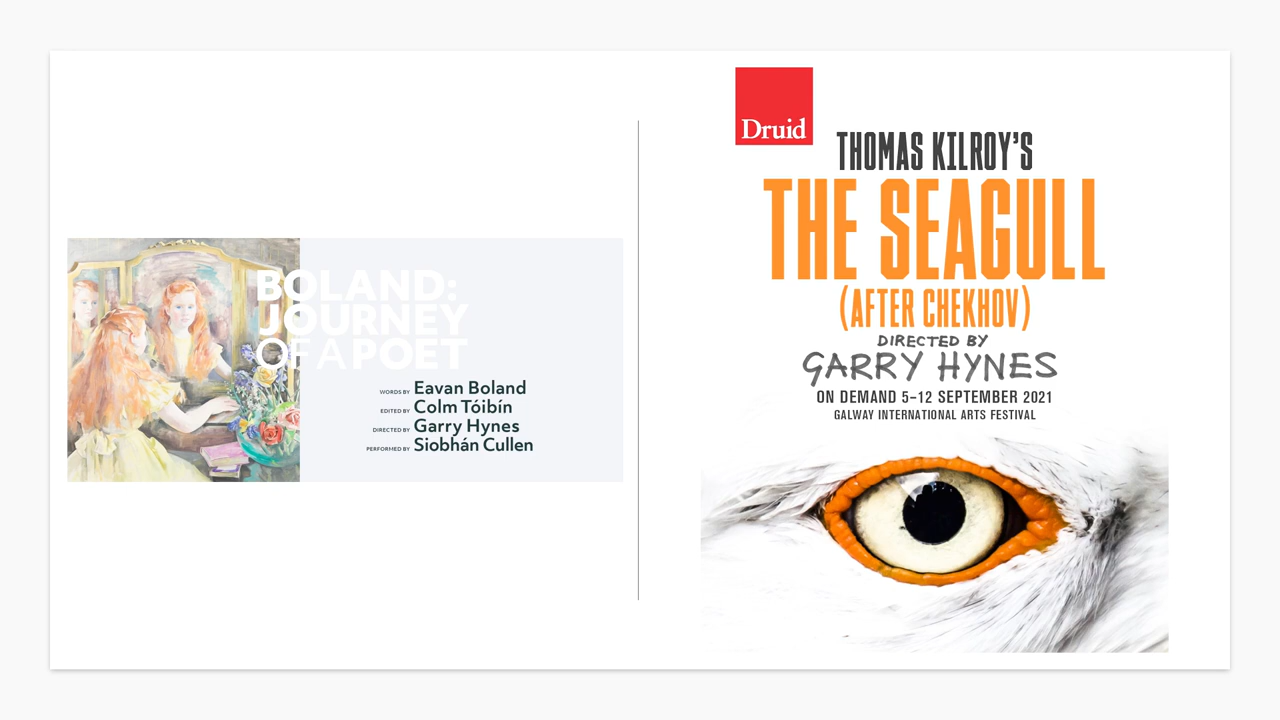 BOLAND:
JOURNEY
OF A POET
WORDS BY Eavan Boland
EDITED BY Colm Tóibín
DIRECTED BY Garry Hynes
PERFORMED BY Siobhán Cullen
Druid
THOMAS KILROY'S
THE SEAGULL
(AFTER CHEKHOV)
DIRECTED BY
GARRY HYNES
ON DEMAND 5–12 SEPTEMBER 2021
GALWAY INTERNATIONAL ARTS FESTIVAL